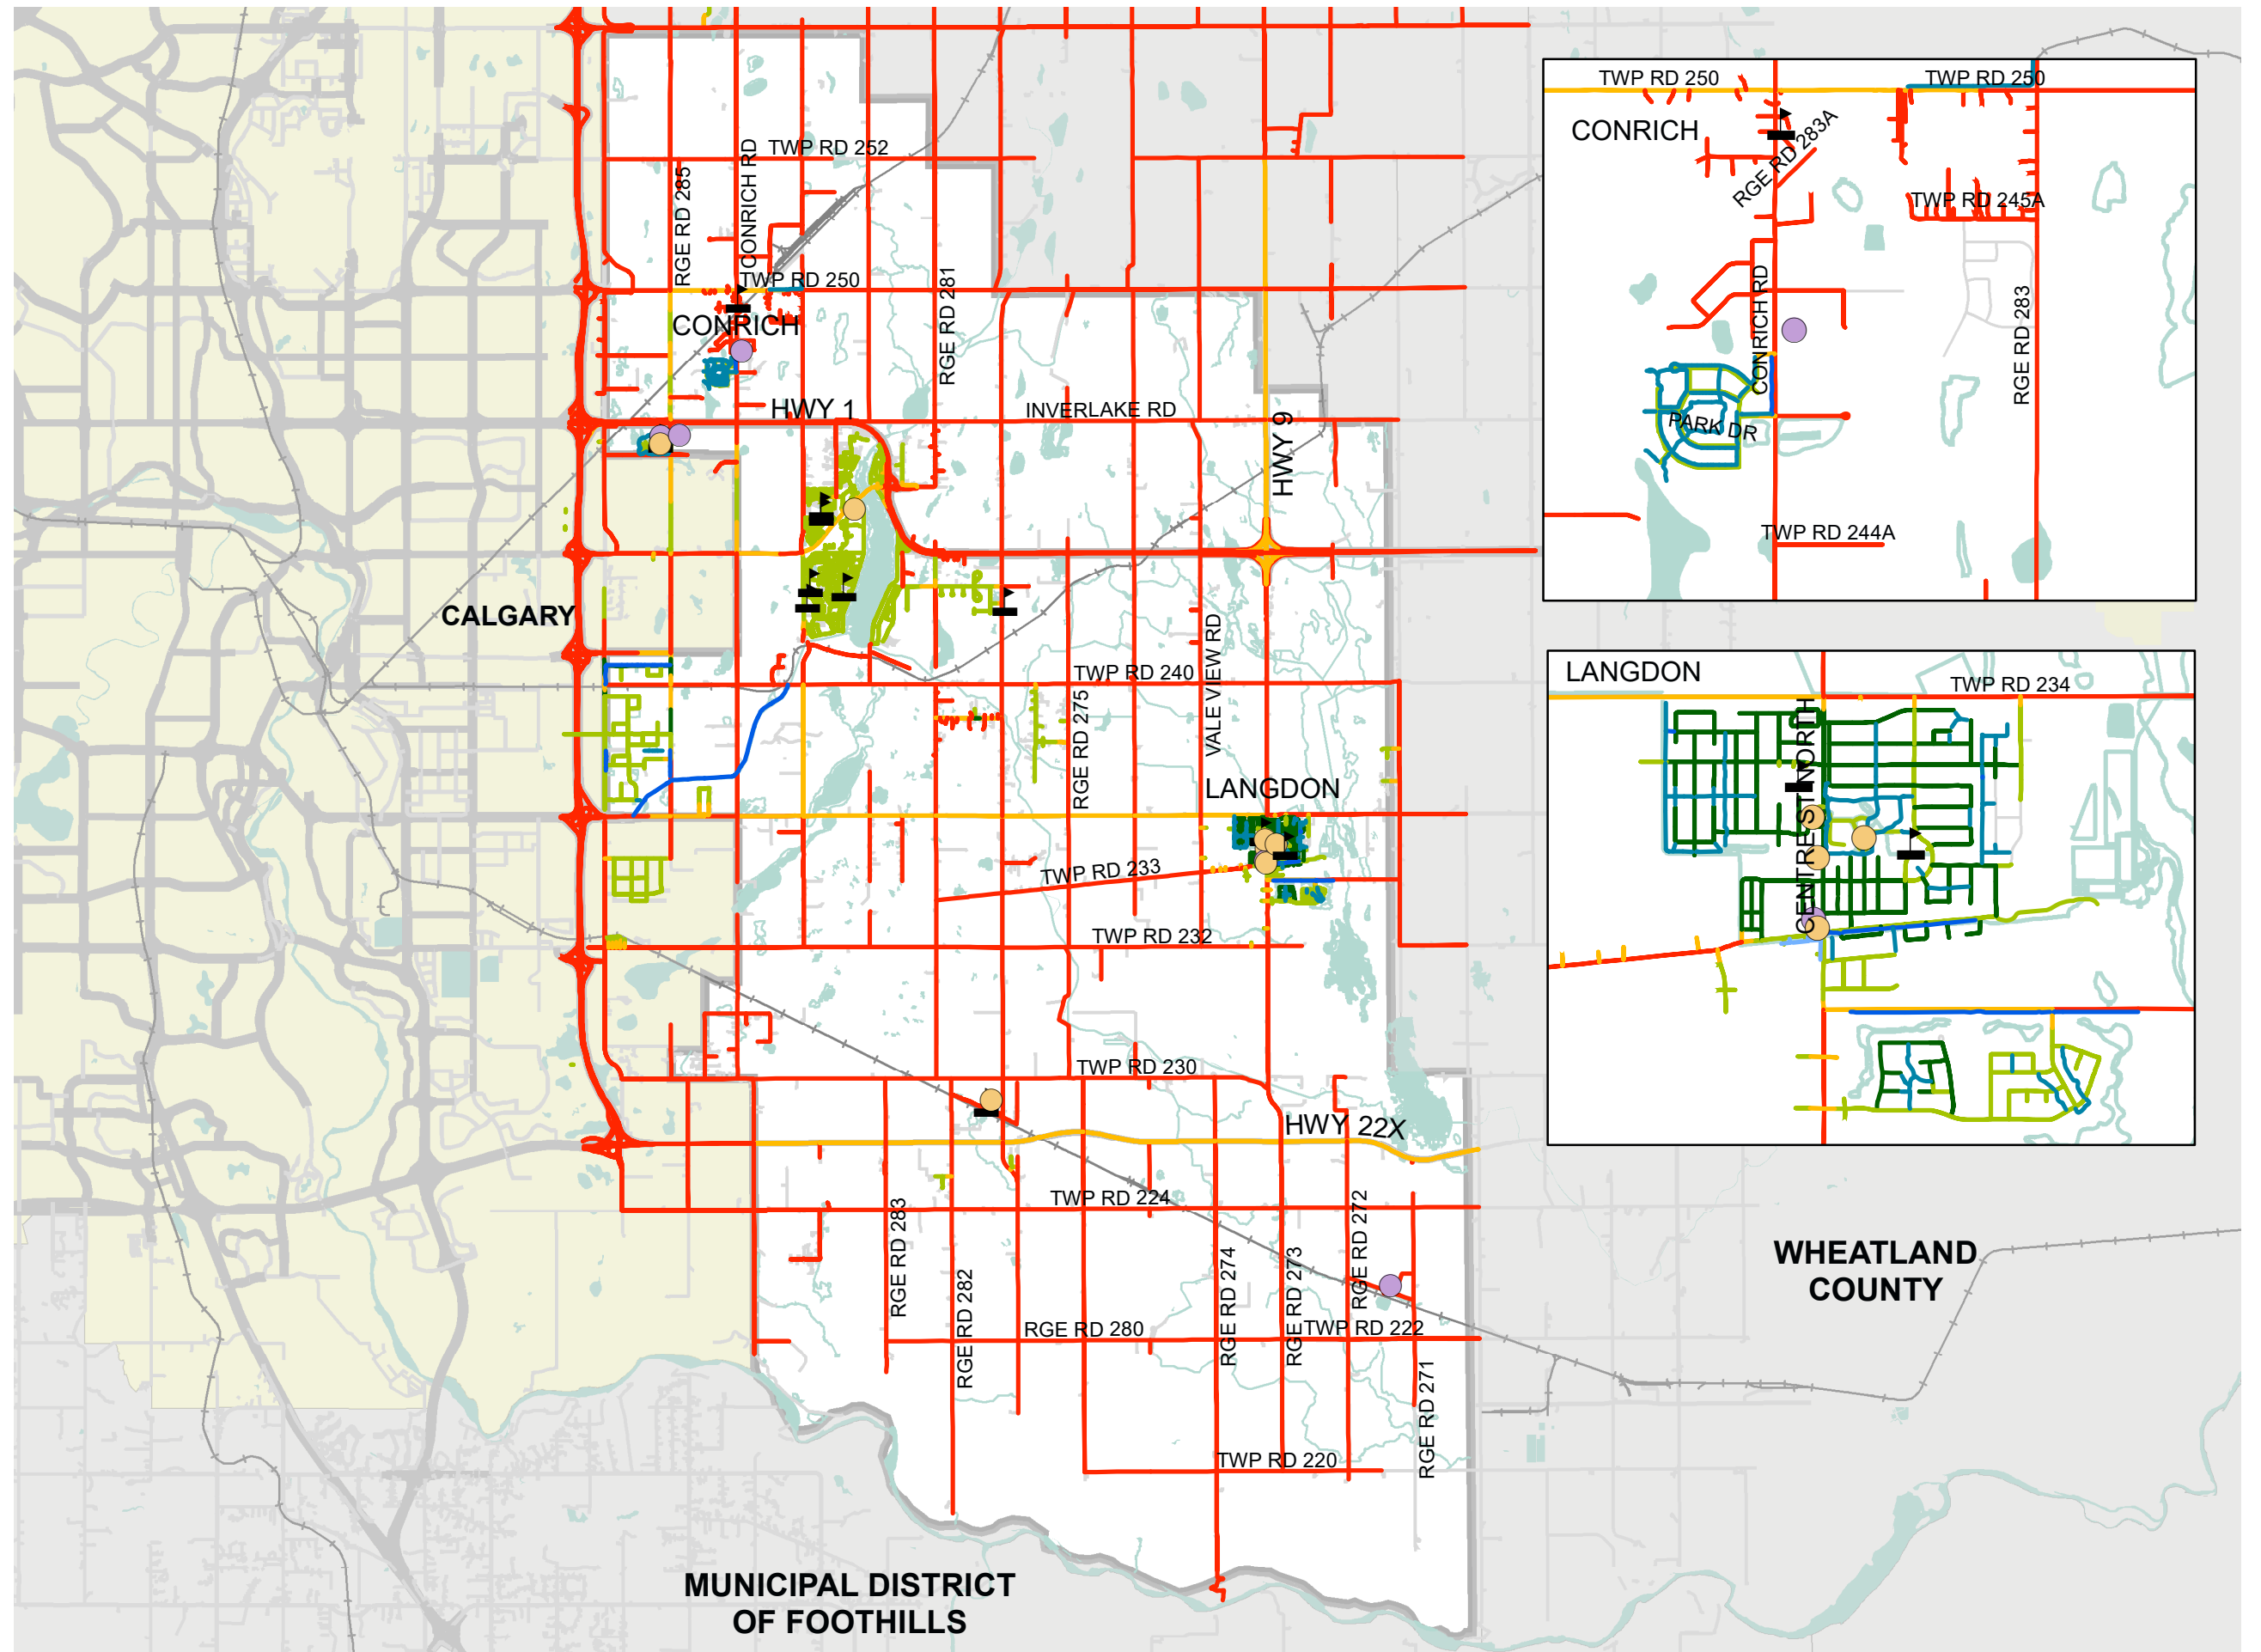 TWP RD 252
RGE RD 285
CONRICH RD
TWP RD 250
CONRICH
RGE RD 281
HWY 1
INVERLAKE RD
HWY 9
CALGARY
VALE VIEW RD
TWP RD 240
RGE RD 275
LANGDON
TWP RD 233
TWP RD 232
TWP RD 230
HWY 22X
TWP RD 224
RGE RD 283
RGE RD 282
RGE RD 280
RGE RD 274
RGE RD 273
RGE RD 272
TWP RD 222
RGE RD 271
TWP RD 220
WHEATLAND
COUNTY
MUNICIPAL DISTRICT
OF FOOTHILLS
TWP RD 250
TWP RD 250
CONRICH
RGE RD 283A
TWP RD 245A
CONRICH RD
RGE RD 283
PARK DR
TWP RD 244A
LANGDON
TWP RD 234
CENTRE ST NORTH